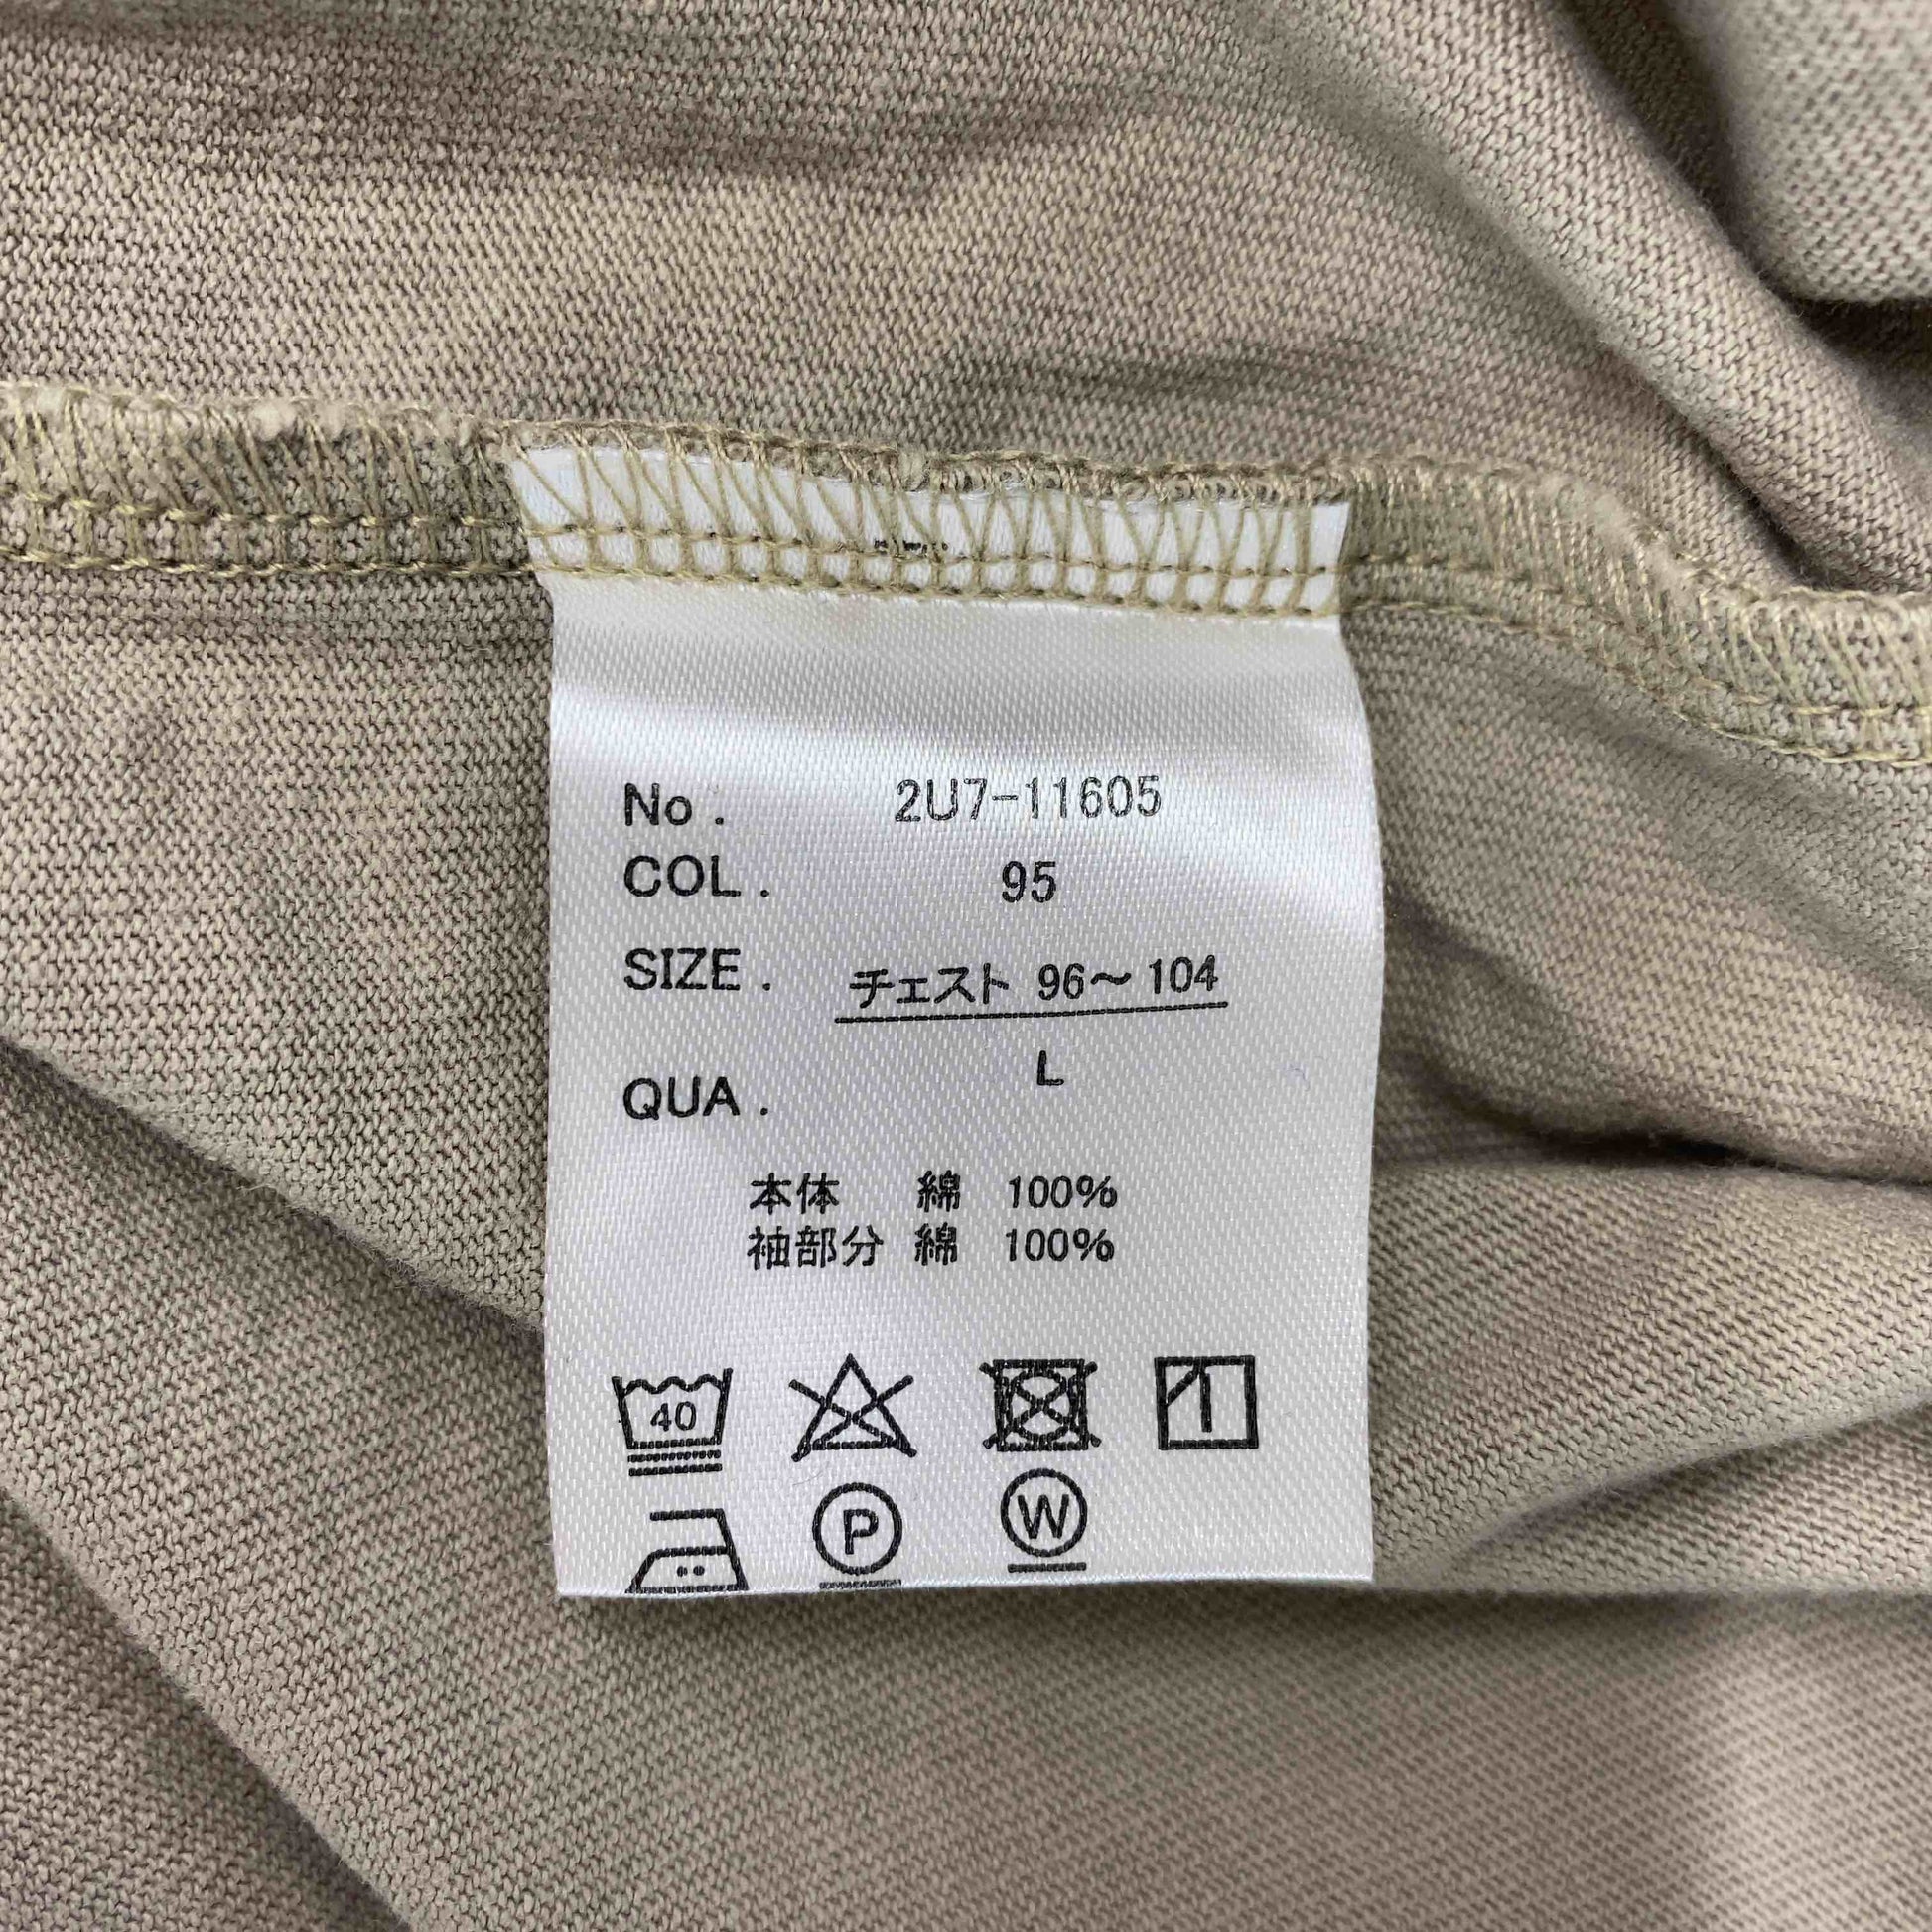 No. 2U7-11605
COL. 95
SIZE. チェスト 96～104
L
QUA.
本体 綿 100%
袖部分 綿 100%
40
P W